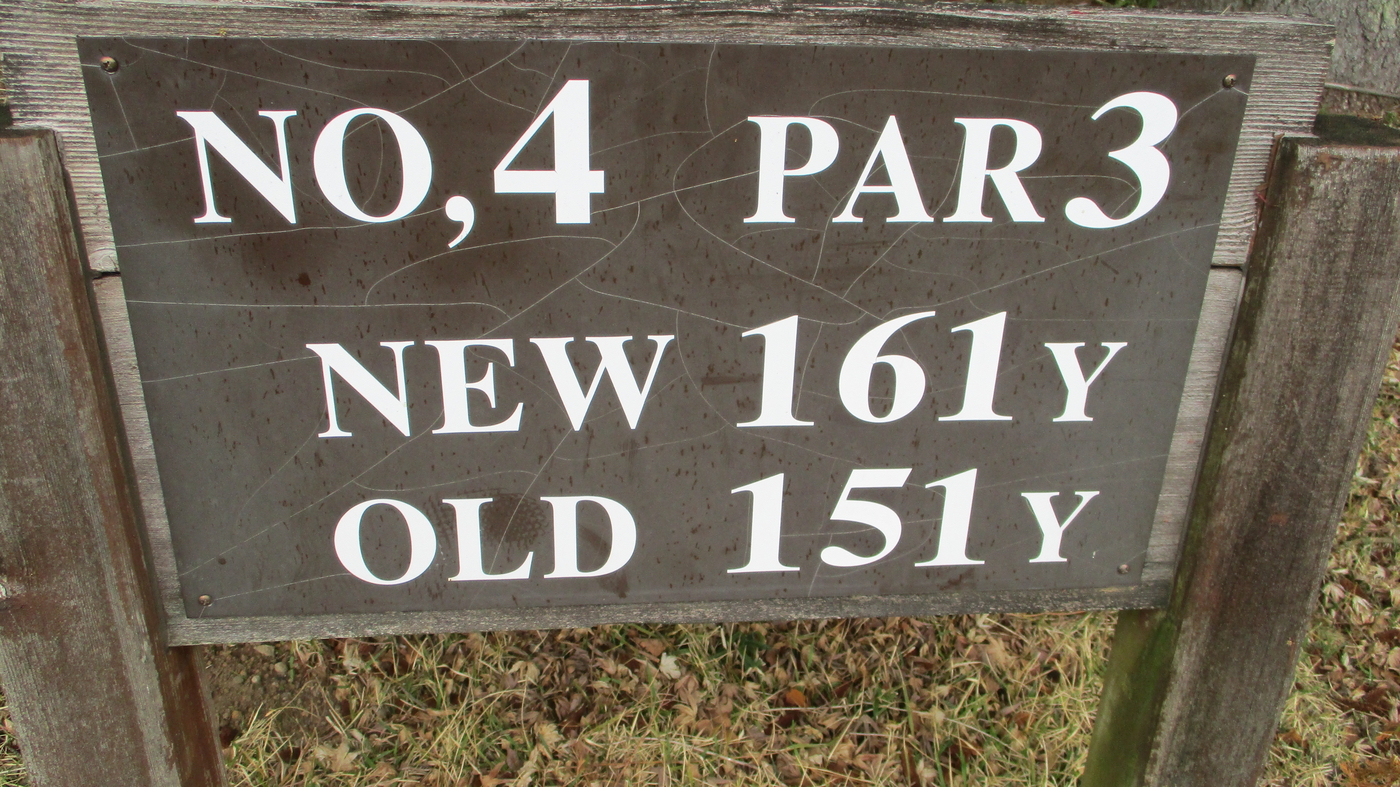 NO,4 PAR3
NEW 161Y
OLD 151Y